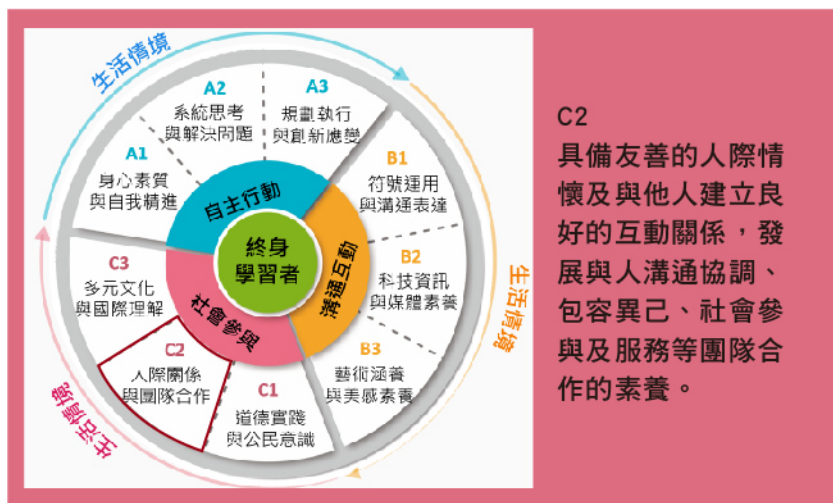 生活情境
A1
身心素質
與自我精進
A2
系統思考
與解決問題
A3
規劃執行
與創新應變
B1
符號運用
與溝通表達
B2
科技資訊
與媒體素養
B3
藝術涵養
與美感素養
C1
道德實踐
與公民意識
C2
人際關係
與團隊合作
C3
多元文化
與國際理解
自主行動
溝通互動
社會參與
終身
學習者
生活情境
生活情境
C2
具備友善的人際情
懷及與他人建立良
好的互動關係，發
展與人溝通協調、
包容異己、社會參
與及服務等團隊合
作的素養。